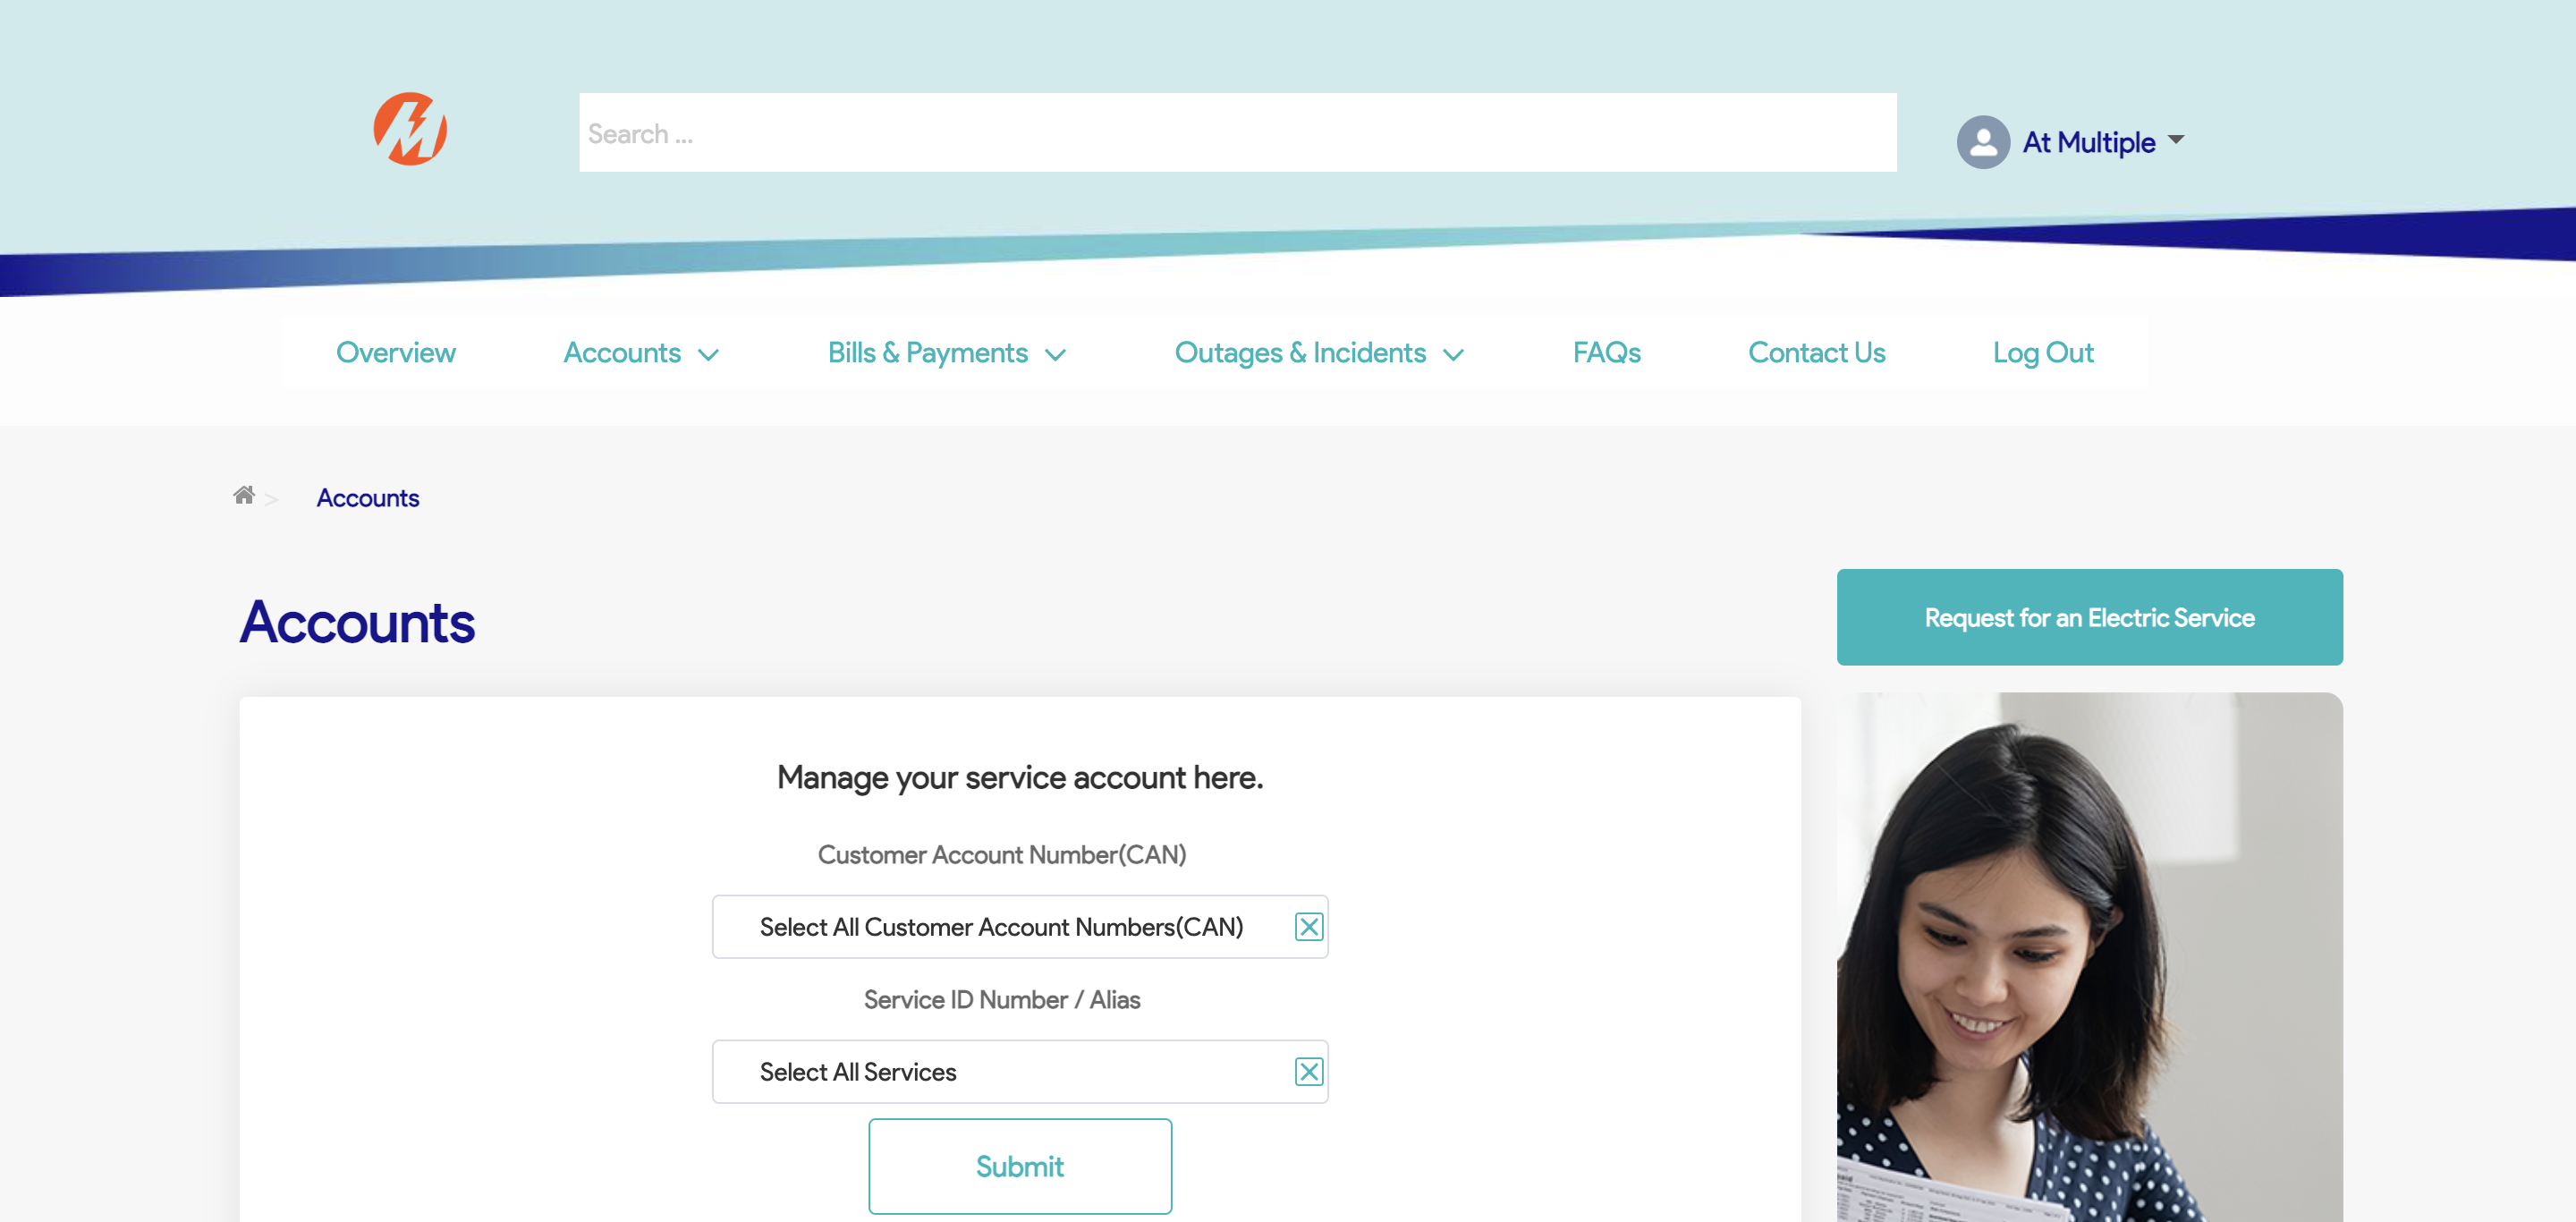 Search ...
At Multiple
Overview
Accounts
Bills & Payments
Outages & Incidents
FAQs
Contact Us
Log Out
> Accounts
Accounts
Request for an Electric Service
Manage your service account here.
Customer Account Number(CAN)
Select All Customer Account Numbers(CAN)
Service ID Number / Alias
Select All Services
Submit